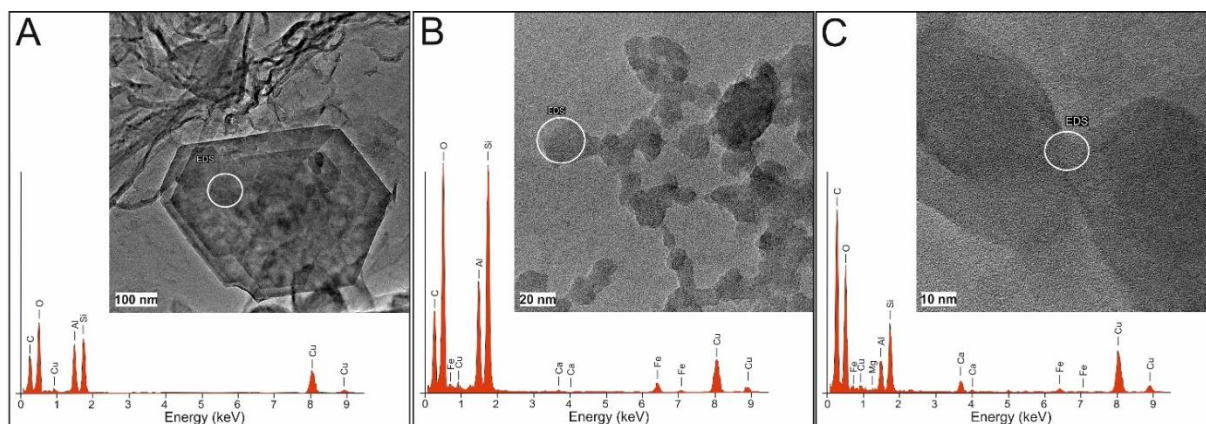 A
EDS
100 nm
C
O
Cu
Al
Si
Cu
Cu
0 1 2 3 4 5 6 7 8 9
Energy (keV)
B
EDS
20 nm
C
O
Fe
Cu
Al
Si
Ca
Ca
Fe
Fe
Cu
Cu
0 1 2 3 4 5 6 7 8 9
Energy (keV)
C
EDS
10 nm
C
O
Fe
Cu
Mg
Al
Si
Ca
Ca
Fe
Fe
Cu
Cu
0 1 2 3 4 5 6 7 8 9
Energy (keV)